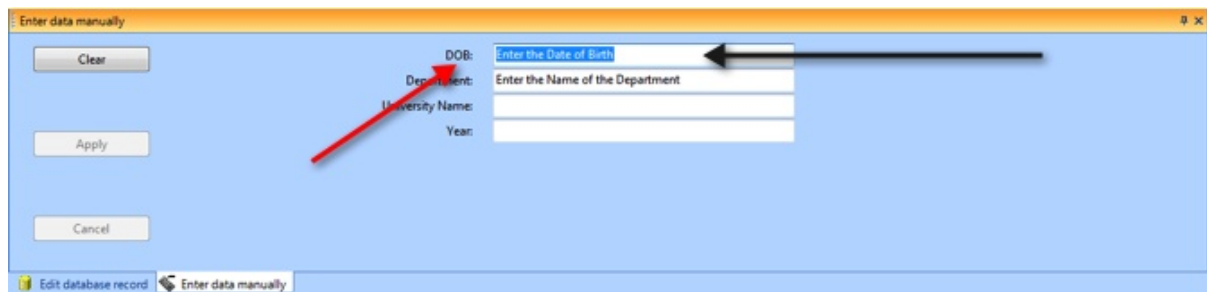 Enter data manually
Clear
DOB: Enter the Date of Birth
Department: Enter the Name of the Department
University Name:
Year:
Apply
Cancel
Edit database record Enter data manually